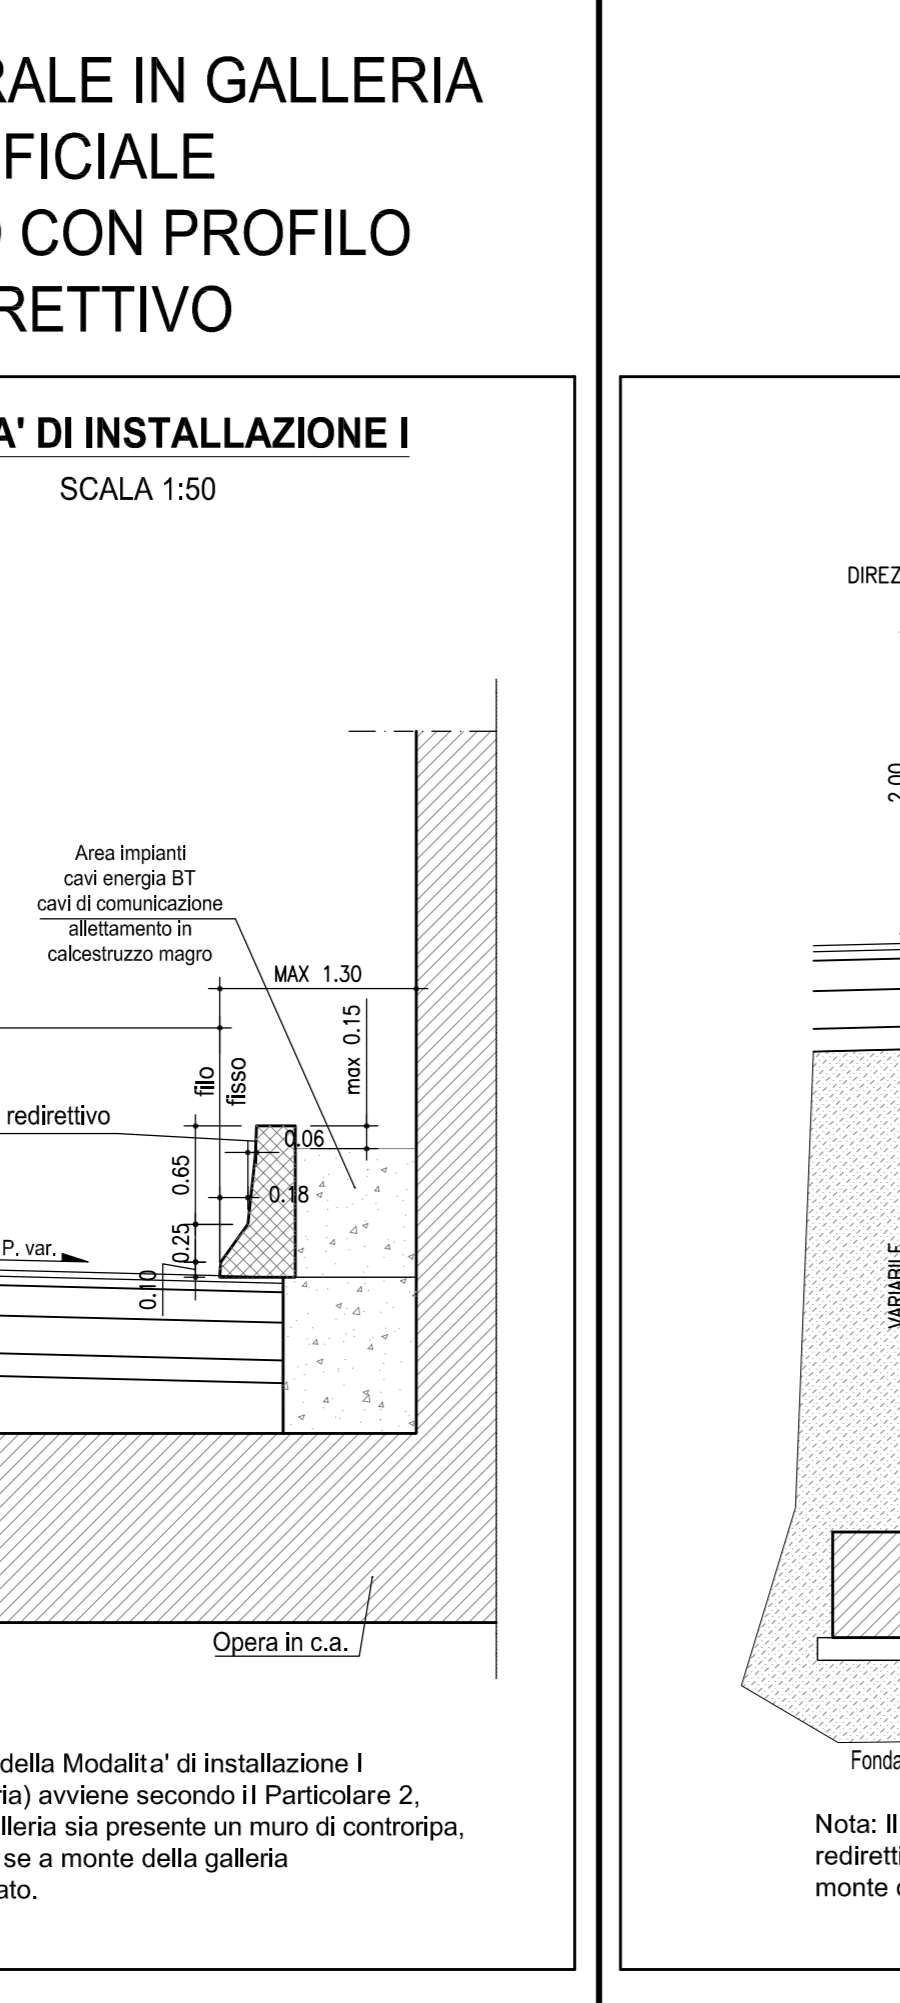 RALE IN GALLERIA
FICIALE
CON PROFILO
RETTIVO
A' DI INSTALLAZIONE I
SCALA 1:50
Area impianti
cavi energia BT
cavi di comunicazione
allettamento in
calcestruzzo magro
MAX 1.30
max 0.15
filo
fisso
redirettivo
0.06
0.65
0.18
0.25
P. var.
0.10
Opera in c.a.
della Modalita' di installazione I
ria) avviene secondo il Particolare 2,
lleria sia presente un muro di controripa,
se a monte della galleria
ato.
DIREZ
2.00
VARIABILE
Fonda
Nota: Il
rediretti
monte